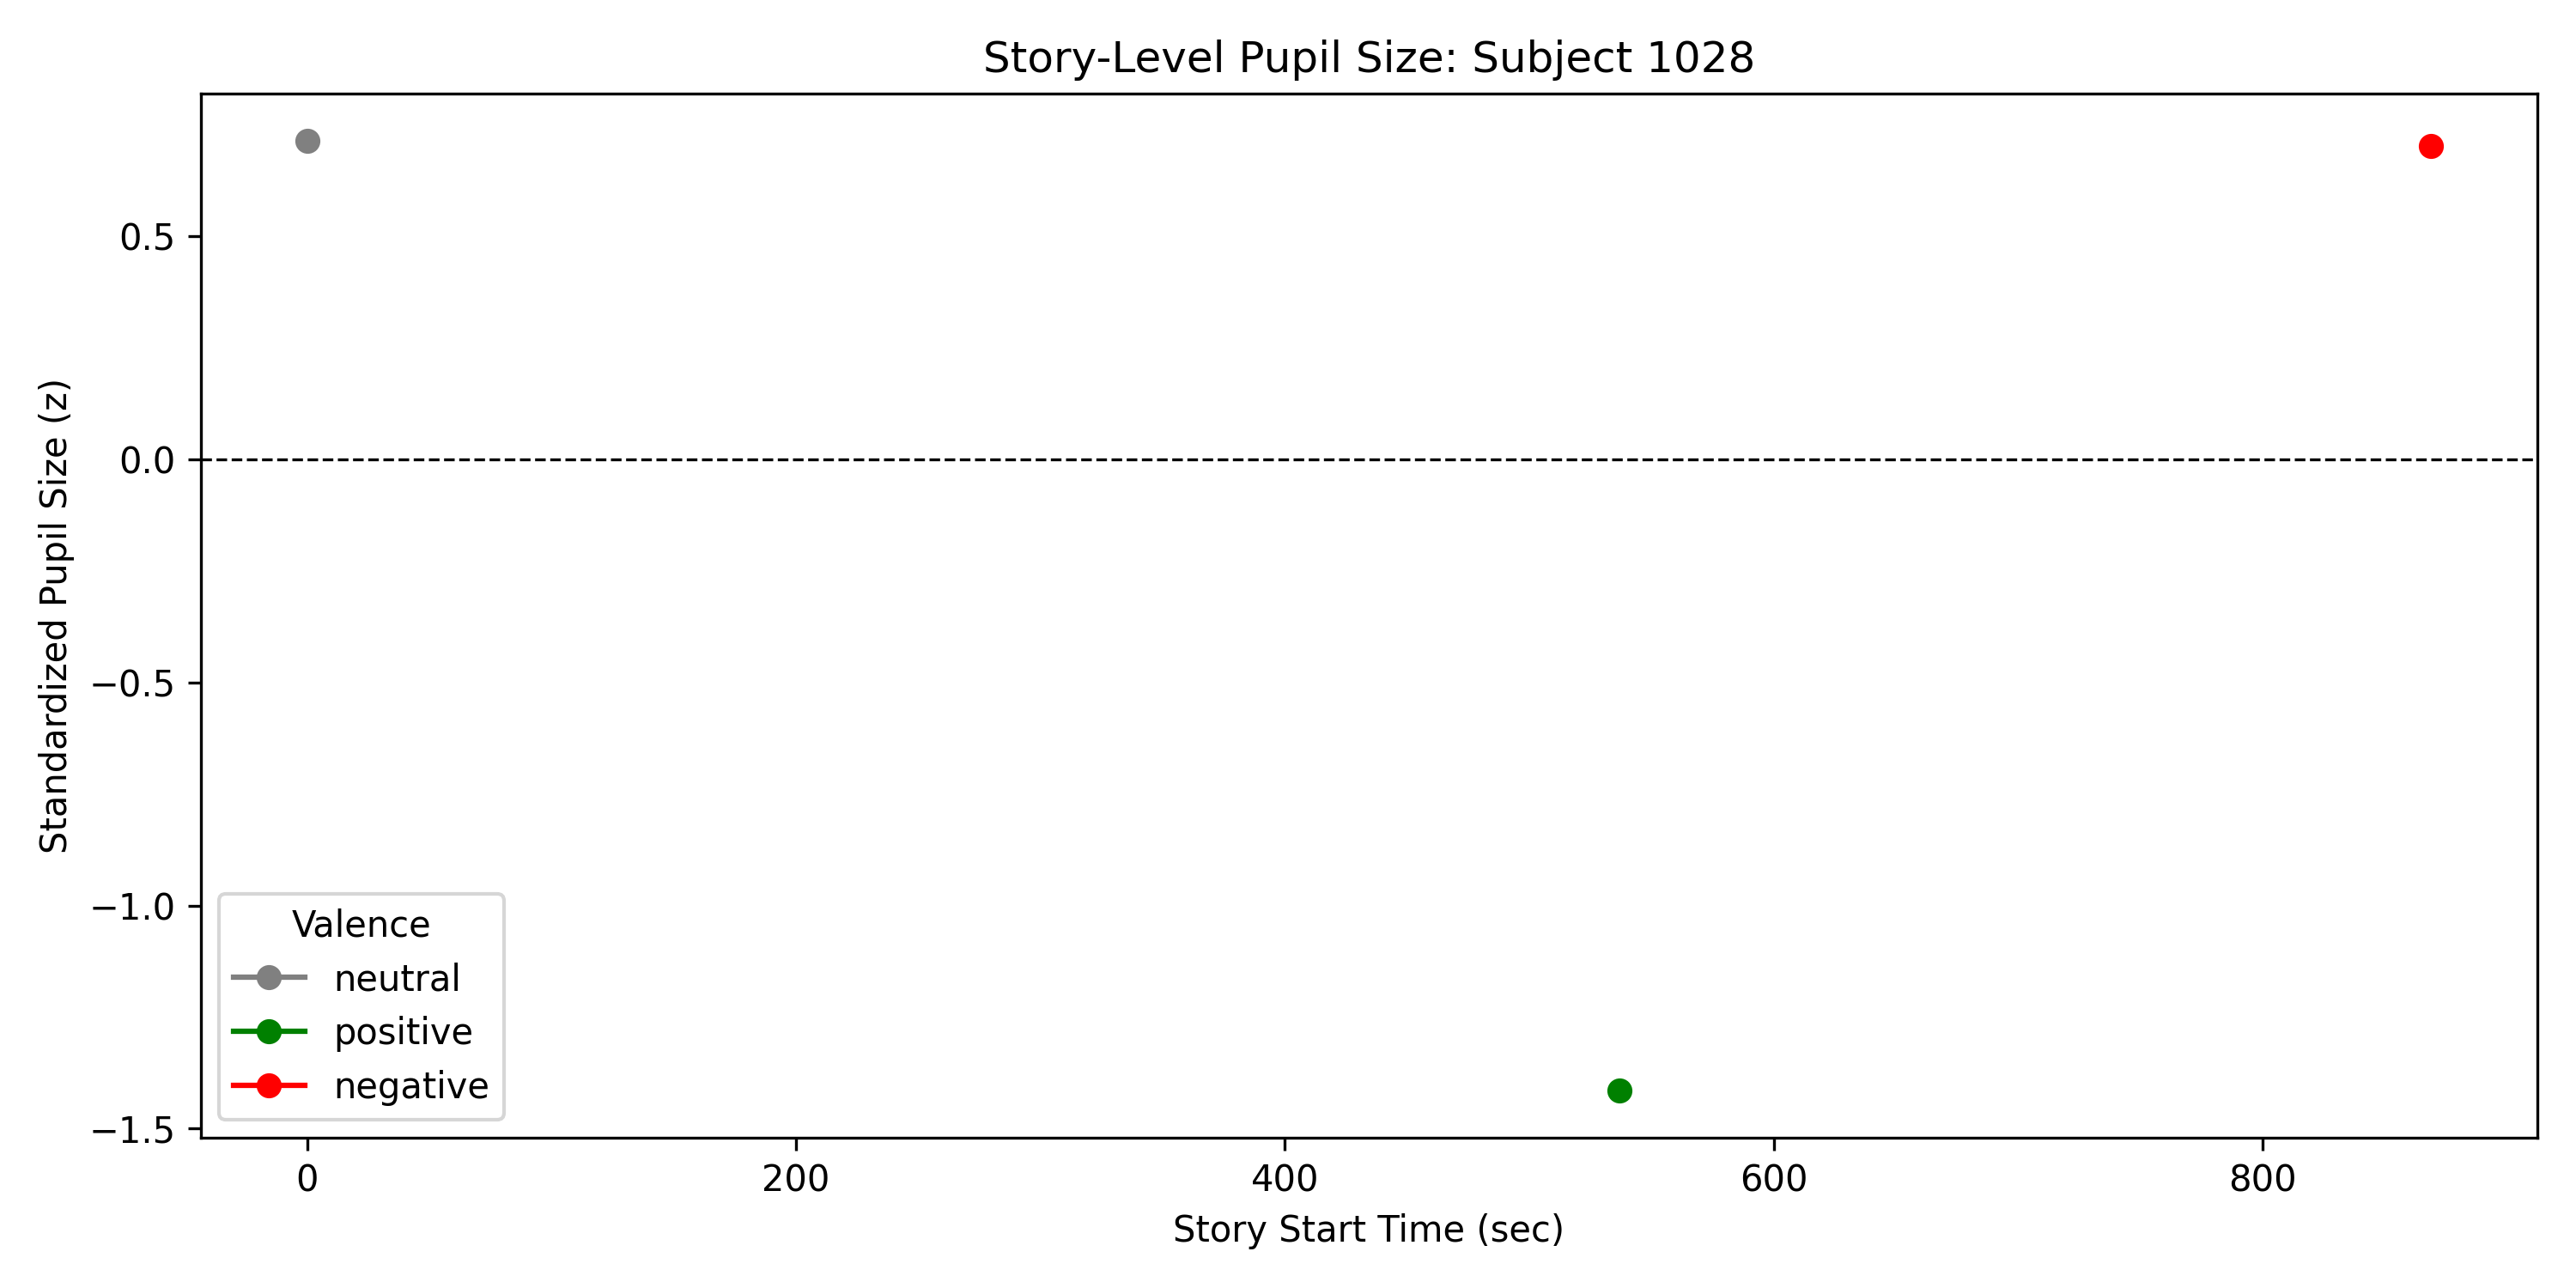 Story-Level Pupil Size: Subject 1028
Standardized Pupil Size (z)
0.5
0.0
−0.5
−1.0
−1.5
Valence
neutral
positive
negative
0 200 400 600 800
Story Start Time (sec)